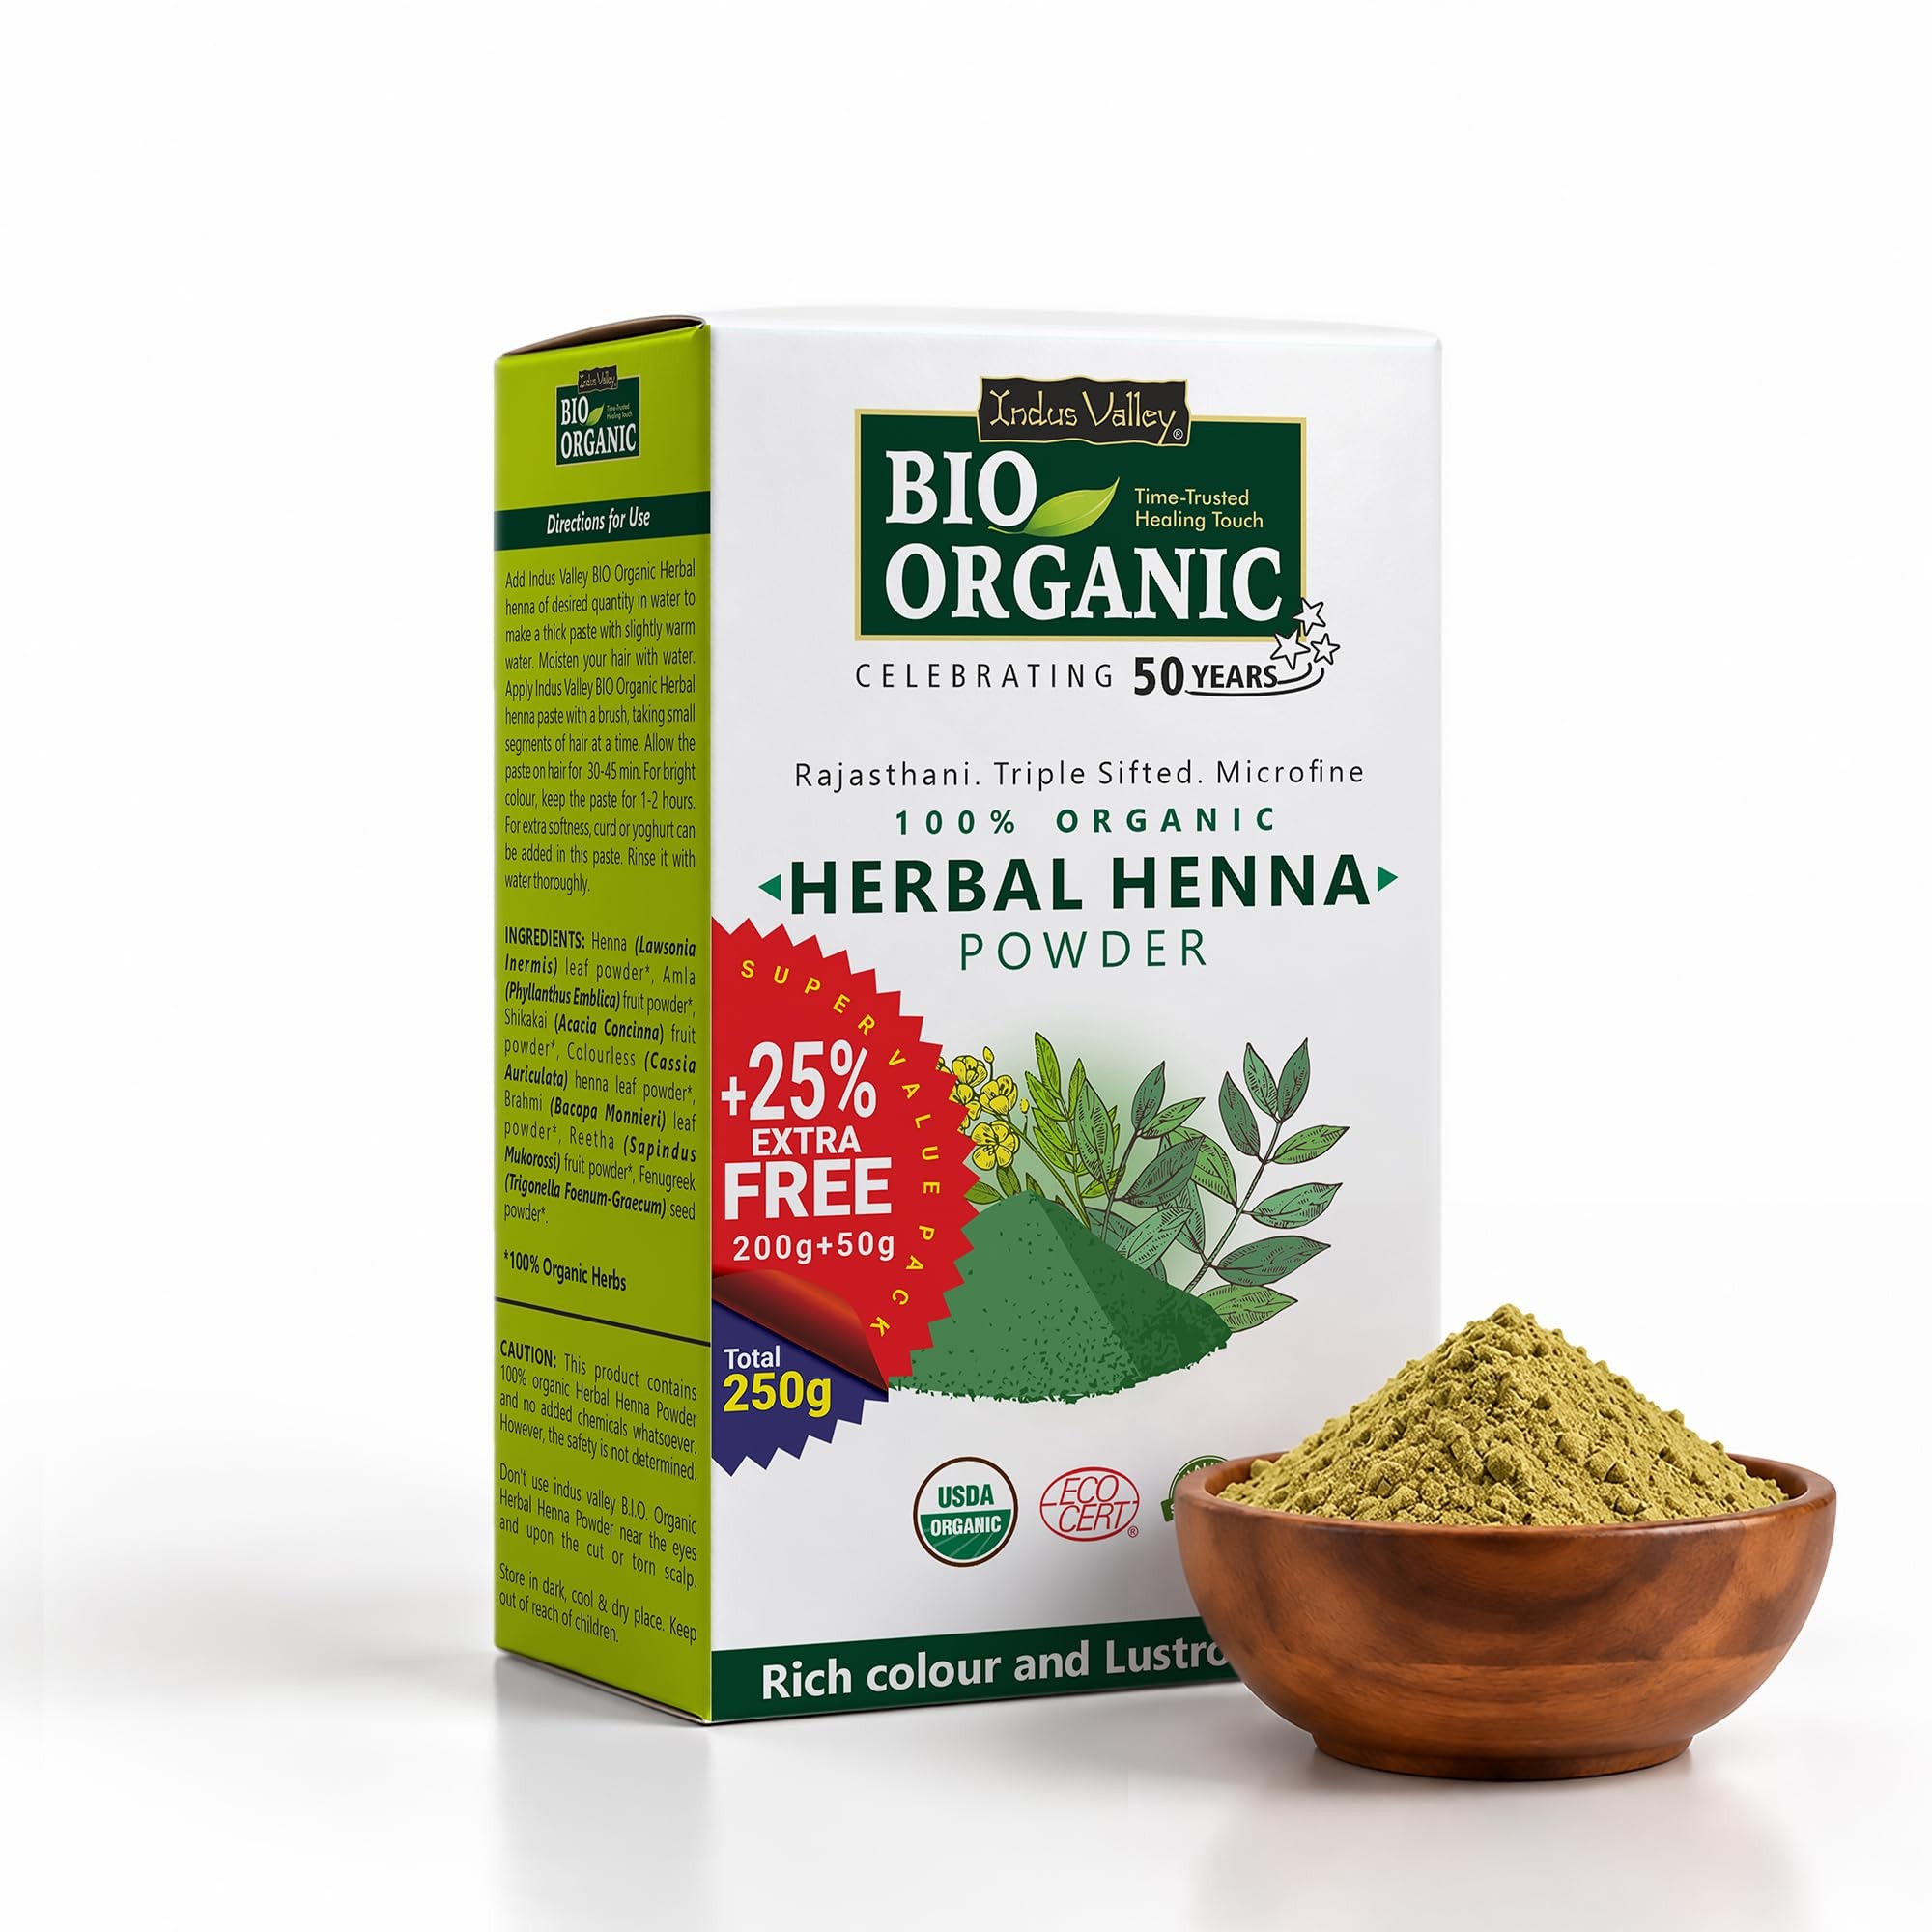 Indus Valley
BIO
Time-Trusted
Healing Touch
ORGANIC
Directions for Use
Add Indus Valley BIO Organic Herbal
henna of desired quantity in water to
make a thick paste with slightly warm
water. Moisten your hair with water.
Apply Indus Valley BIO Organic Herbal
henna paste with a brush, taking small
segments of hair at a time. Allow the
paste on hair for 30-45 min. For bright
colour, keep the paste for 1-2 hours.
For extra softness, curd or yoghurt can
be added in this paste. Rinse it with
water thoroughly.
INGREDIENTS: Henna (Lawsonia
Inermis) leaf powder*, Amla
(Phyllanthus Emblica) fruit powder*,
Shikakai (Acacia Concinna) fruit
powder*, Colourless (Cassia
Auriculata) henna leaf powder*,
Brahmi (Bacopa Monnieri) leaf
powder*, Reetha (Sapindus
Mukorossi) fruit powder*, Fenugreek
(Trigonella Foenum-Graecum) seed
powder*.
*100% Organic Herbs
CAUTION: This product contains
100% organic Herbal Henna Powder
and no added chemicals whatsoever.
However, the safety is not determined.
Don't use indus valley B.I.O. Organic
Herbal Henna Powder near the eyes
and upon the cut or torn scalp.
Store in dark, cool & dry place. Keep
out of reach of children.
Indus Valley®
BIO
Time-Trusted
Healing Touch
ORGANIC
CELEBRATING 50 YEARS
Rajasthani. Triple Sifted. Microfine
100% ORGANIC
HERBAL HENNA
POWDER
SUPER VALUE PACK
+25%
EXTRA
FREE
200g+50g
Total
250g
USDA
ORGANIC
ECO
CERT®
Rich colour and Lustro